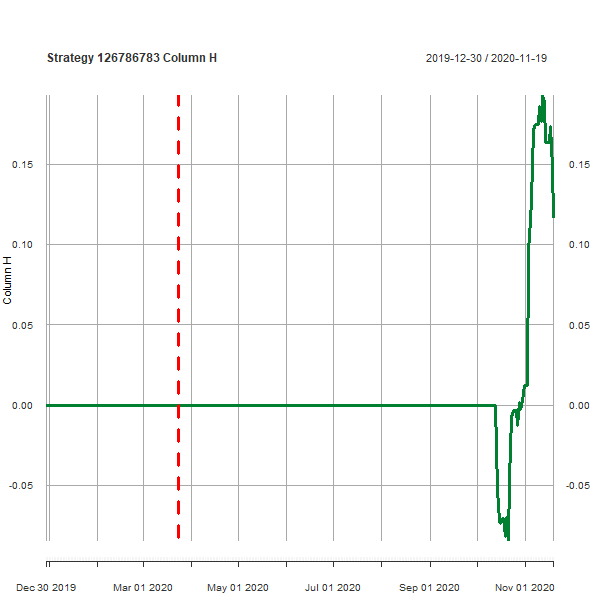 Strategy 126786783 Column H 2019-12-30 / 2020-11-19
0.15 0.15
0.10 0.10
0.05 0.05
Column H
0.00 0.00
-0.05 -0.05
Dec 30 2019 Mar 01 2020 May 01 2020 Jul 01 2020 Sep 01 2020 Nov 01 2020